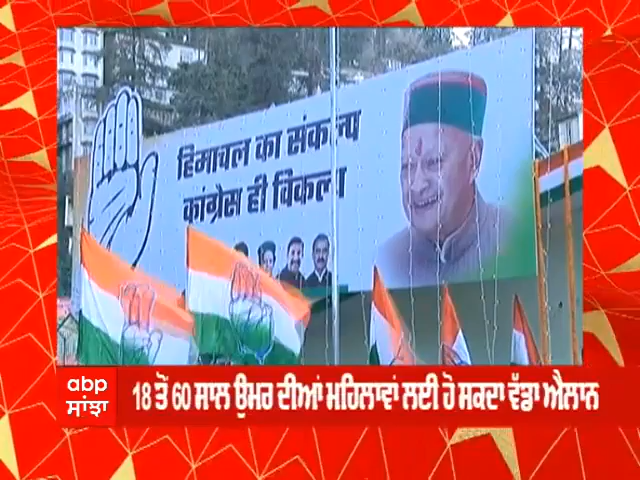 हिमाचल का संकल्प
कांग्रेस ही विकल्प
abp
ਸਾਂਝਾ
18 ਤੋਂ 60 ਸਾਲ ਉਮਰ ਦੀਆਂ ਮਹਿਲਾਵਾਂ ਲਈ ਹੋ ਸਕਦਾ ਵੱਡਾ ਐਲਾਨ